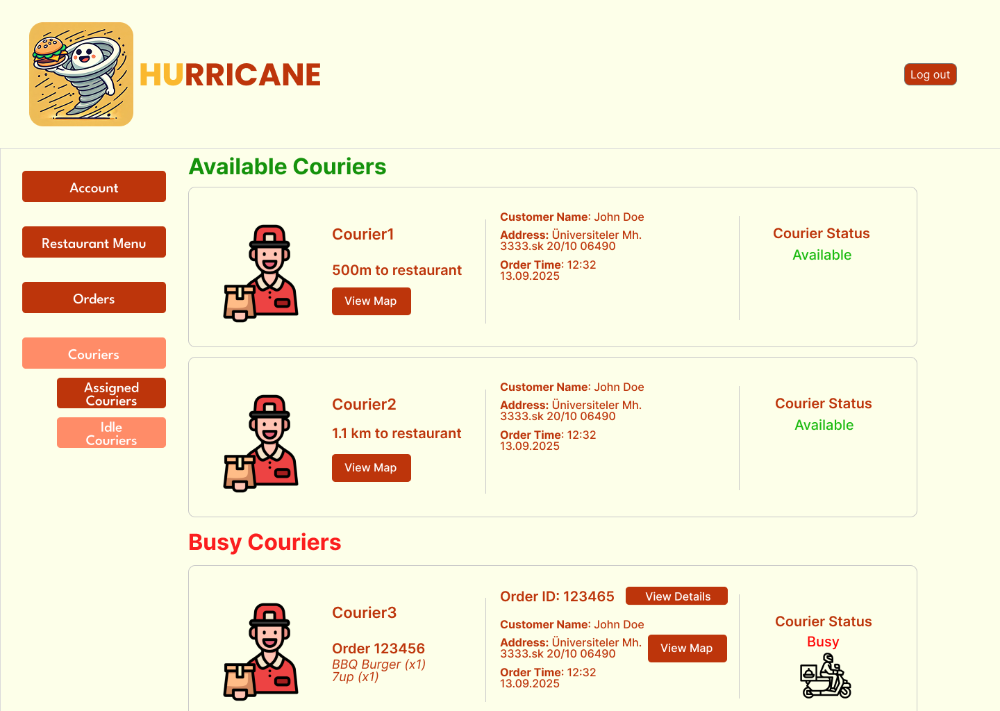 HURRICANE
Log out
Account
Restaurant Menu
Orders
Couriers
Assigned
Couriers
Idle
Couriers
Available Couriers
Courier1
500m to restaurant
View Map
Customer Name: John Doe
Address: Üniversiteler Mh.
3333.sk 20/10 06490
Order Time: 12:32
13.09.2025
Courier Status
Available
Courier2
1.1 km to restaurant
View Map
Customer Name: John Doe
Address: Üniversiteler Mh.
3333.sk 20/10 06490
Order Time: 12:32
13.09.2025
Courier Status
Available
Busy Couriers
Courier3
Order 123456
BBQ Burger (x1)
7up (x1)
Order ID: 123465
View Details
Customer Name: John Doe
Address: Üniversiteler Mh.
3333.sk 20/10 06490
View Map
Order Time: 12:32
13.09.2025
Courier Status
Busy